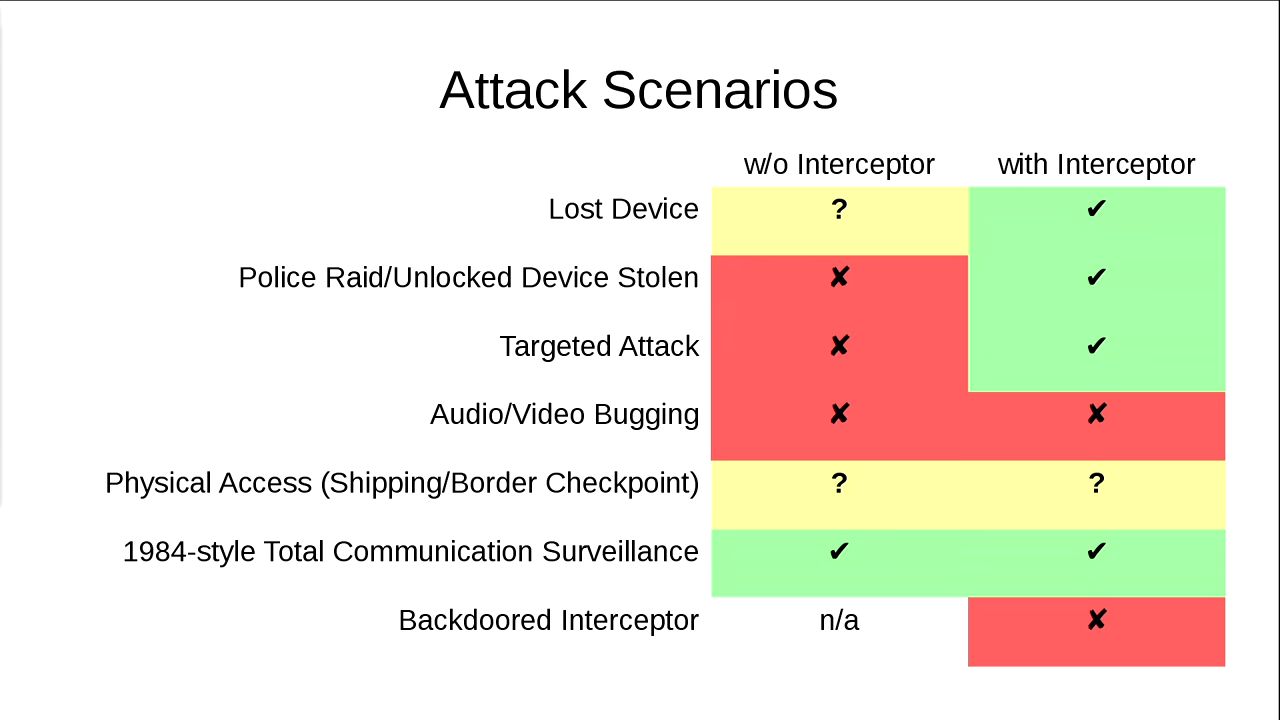 Attack Scenarios
w/o Interceptor with Interceptor
Lost Device ? ✔
Police Raid/Unlocked Device Stolen ✘ ✔
Targeted Attack ✘ ✔
Audio/Video Bugging ✘ ✘
Physical Access (Shipping/Border Checkpoint) ? ?
1984-style Total Communication Surveillance ✔ ✔
Backdoored Interceptor n/a ✘